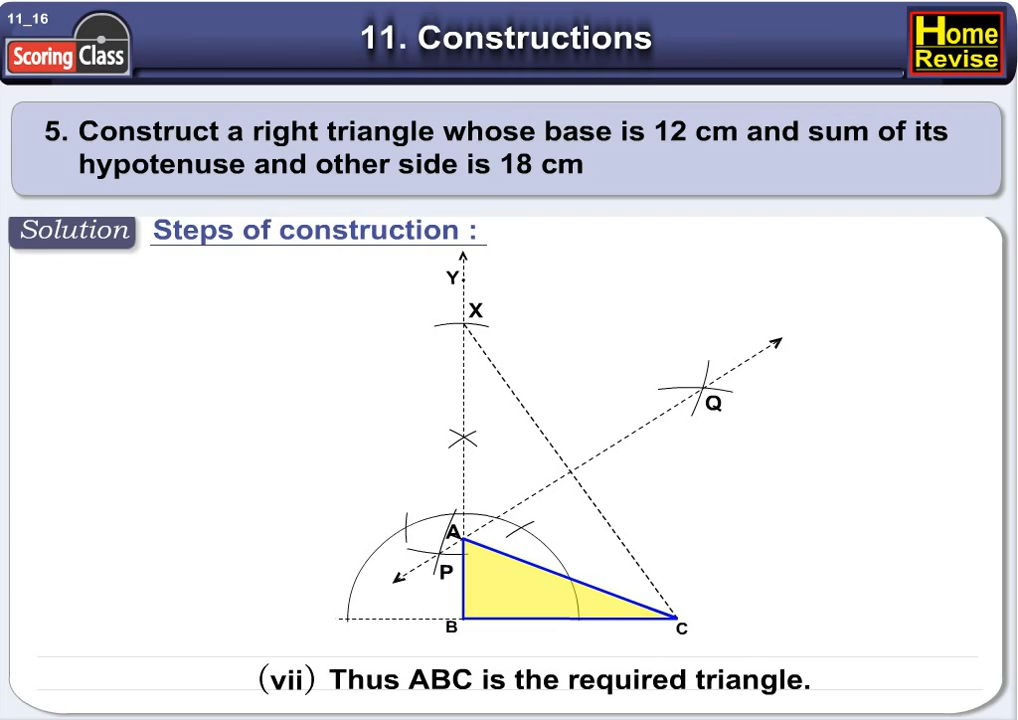 11_16
Scoring Class
11. Constructions
Home
Revise
5. Construct a right triangle whose base is 12 cm and sum of its
hypotenuse and other side is 18 cm
Solution
Steps of construction :
Y
X
Q
A
P
B
C
(vii) Thus ABC is the required triangle.